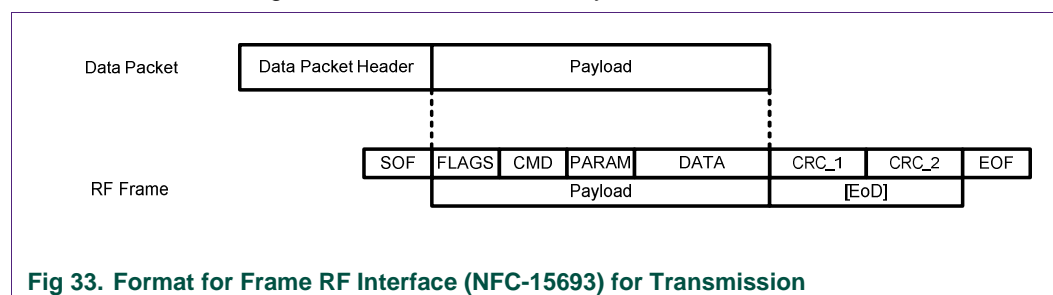 Data Packet Data Packet Header Payload
SOF FLAGS CMD PARAM DATA CRC_1 CRC_2 EOF
RF Frame Payload [EoD]
Fig 33. Format for Frame RF Interface (NFC-15693) for Transmission